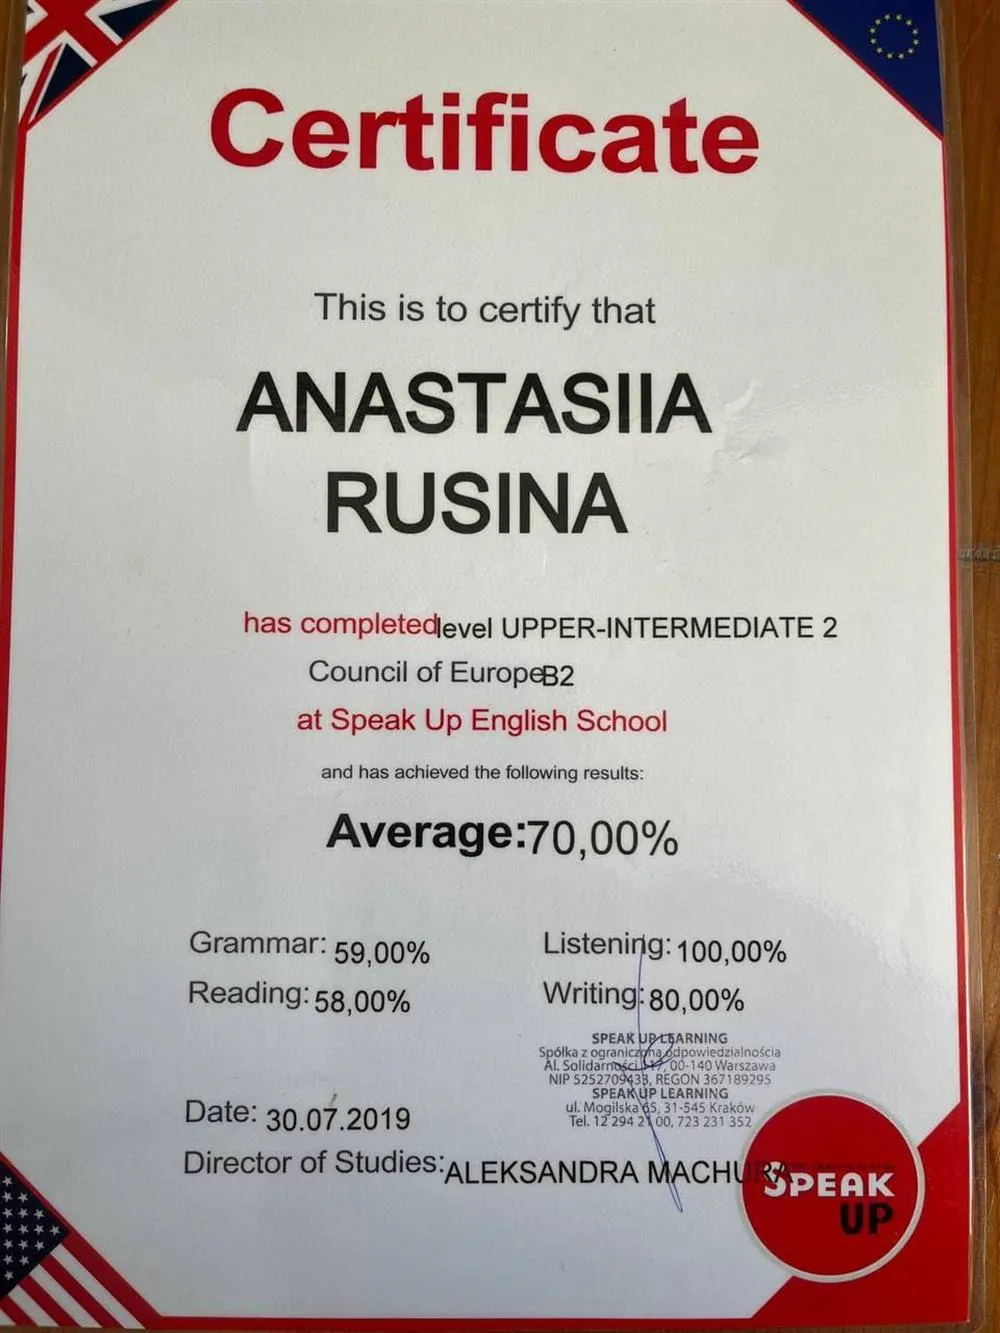 Certificate
This is to certify that
ANASTASIIA
RUSINA
has completed level UPPER-INTERMEDIATE 2
Council of Europe B2
at Speak Up English School
and has achieved the following results:
Average: 70,00%
Grammar: 59,00%
Listening: 100,00%
Reading: 58,00%
Writing: 80,00%
SPEAK UP LEARNING
Spółka z ograniczoną odpowiedzialnością
Al. Solidarności 117, 00-140 Warszawa
NIP 5252709433, REGON 367189295
SPEAK UP LEARNING
ul. Mogilska 65, 31-545 Kraków
Tel. 12 294 21 00, 723 231 352
Date: 30.07.2019
Director of Studies: ALEKSANDRA MACHURA
SPEAK
UP